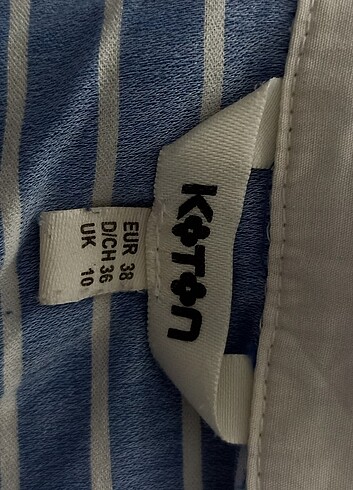 KOTON
EUR 38
D/CH 36
UK 10